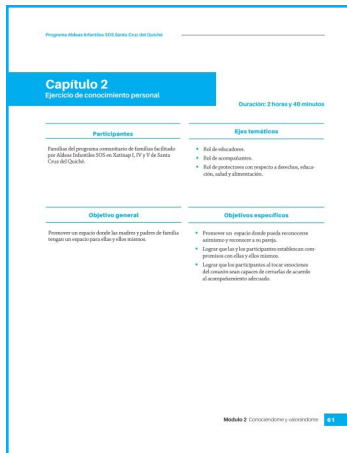 Programa Aldeas Infantiles SOS Santa Cruz del Quiché
Capítulo 2
Ejercicio de conocimiento personal
Duración: 2 horas y 40 minutos
Participantes
Familias del programa comunitario de familias facilitado
por Aldeas Infantiles SOS en Xatinap I, IV y V de Santa
Cruz del Quiché.
Ejes temáticos
• Rol de educadores.
• Rol de acompañantes.
• Rol de protectores con respecto a derechos, educa-
ción, salud y alimentación.
Objetivo general
Promover un espacio donde las madres y padres de familia
tengan un espacio para ellas y ellos mismos.
Objetivos específicos
• Promover un espacio donde pueda reconocerse
asimismo y reconocer a su pareja.
• Lograr que las y los participantes establezcan com-
promisos con ellas y ellos mismos.
• Lograr que los participantes al tocar emociones
del corazón sean capaces de cerrarlas de acuerdo
al acompañamiento adecuado.
Módulo 2 Conociéndome y valorándome 61